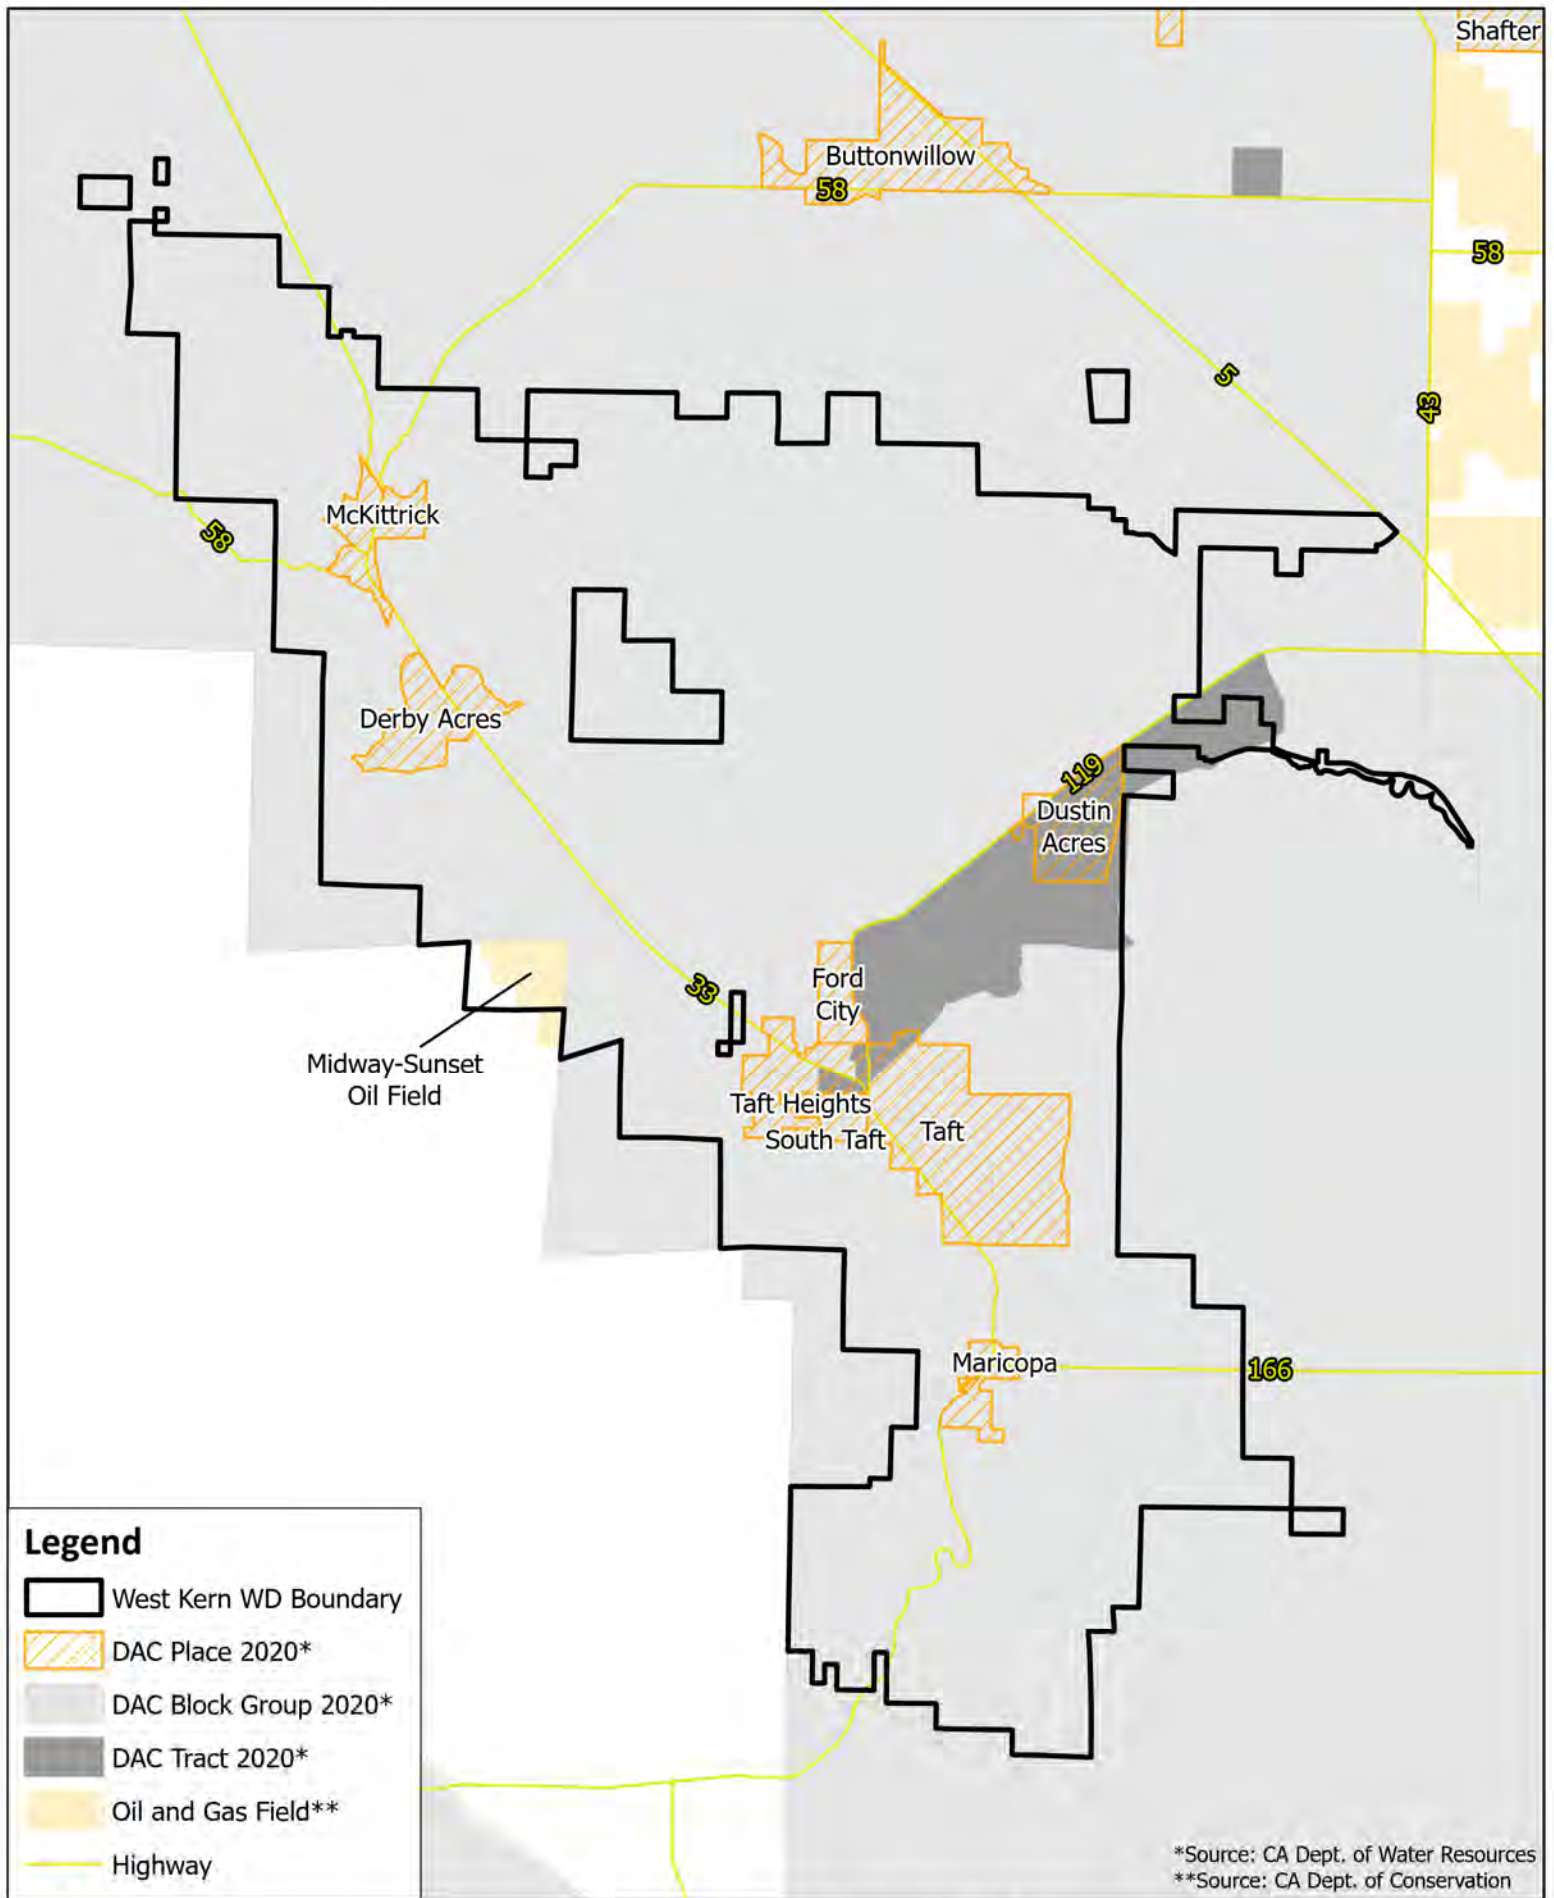 Shafter
Buttonwillow
58
58
5
43
McKittrick
58
Derby Acres
119
Dustin
Acres
Ford
City
33
Midway-Sunset
Oil Field
Taft Heights
South Taft
Taft
Maricopa
166
Legend
West Kern WD Boundary
DAC Place 2020*
DAC Block Group 2020*
DAC Tract 2020*
Oil and Gas Field**
Highway
*Source: CA Dept. of Water Resources
**Source: CA Dept. of Conservation